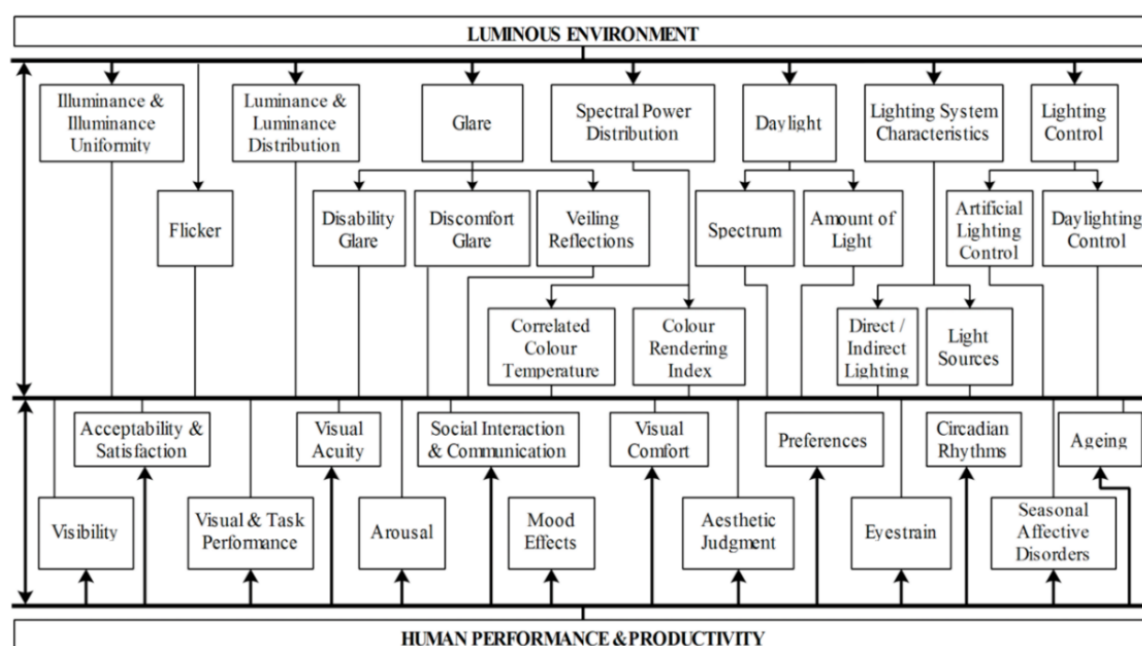 LUMINOUS ENVIRONMENT
Illuminance &
Illuminance
Uniformity
Luminance &
Luminance
Distribution
Glare
Spectral Power
Distribution
Daylight
Lighting System
Characteristics
Lighting
Control
Flicker
Disability
Glare
Discomfort
Glare
Veiling
Reflections
Spectrum
Amount of
Light
Artificial
Lighting
Control
Daylighting
Control
Correlated
Colour
Temperature
Colour
Rendering
Index
Direct /
Indirect
Lighting
Light
Sources
Acceptability &
Satisfaction
Visual
Acuity
Social Interaction
& Communication
Visual
Comfort
Preferences
Circadian
Rhythms
Ageing
Visibility
Visual & Task
Performance
Arousal
Mood
Effects
Aesthetic
Judgment
Eyestrain
Seasonal
Affective
Disorders
HUMAN PERFORMANCE & PRODUCTIVITY